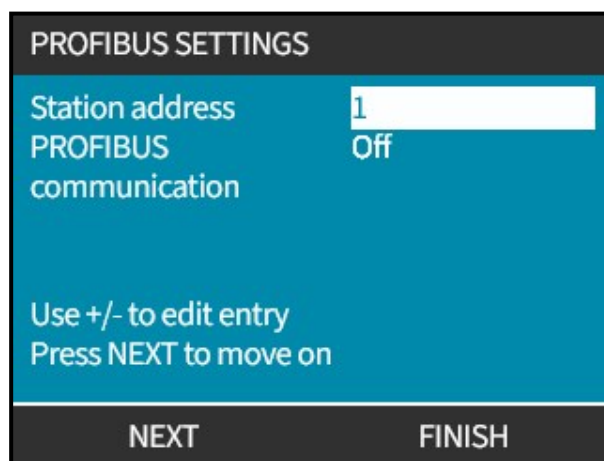 PROFIBUS SETTINGS
Station address 1
PROFIBUS Off
communication
Use +/- to edit entry
Press NEXT to move on
NEXT FINISH